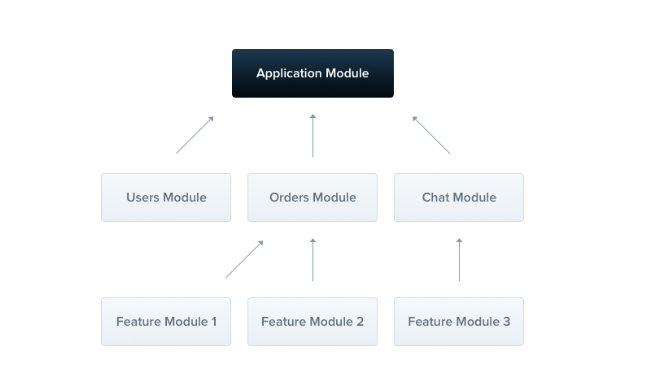 Application Module
Users Module
Orders Module
Chat Module
Feature Module 1
Feature Module 2
Feature Module 3